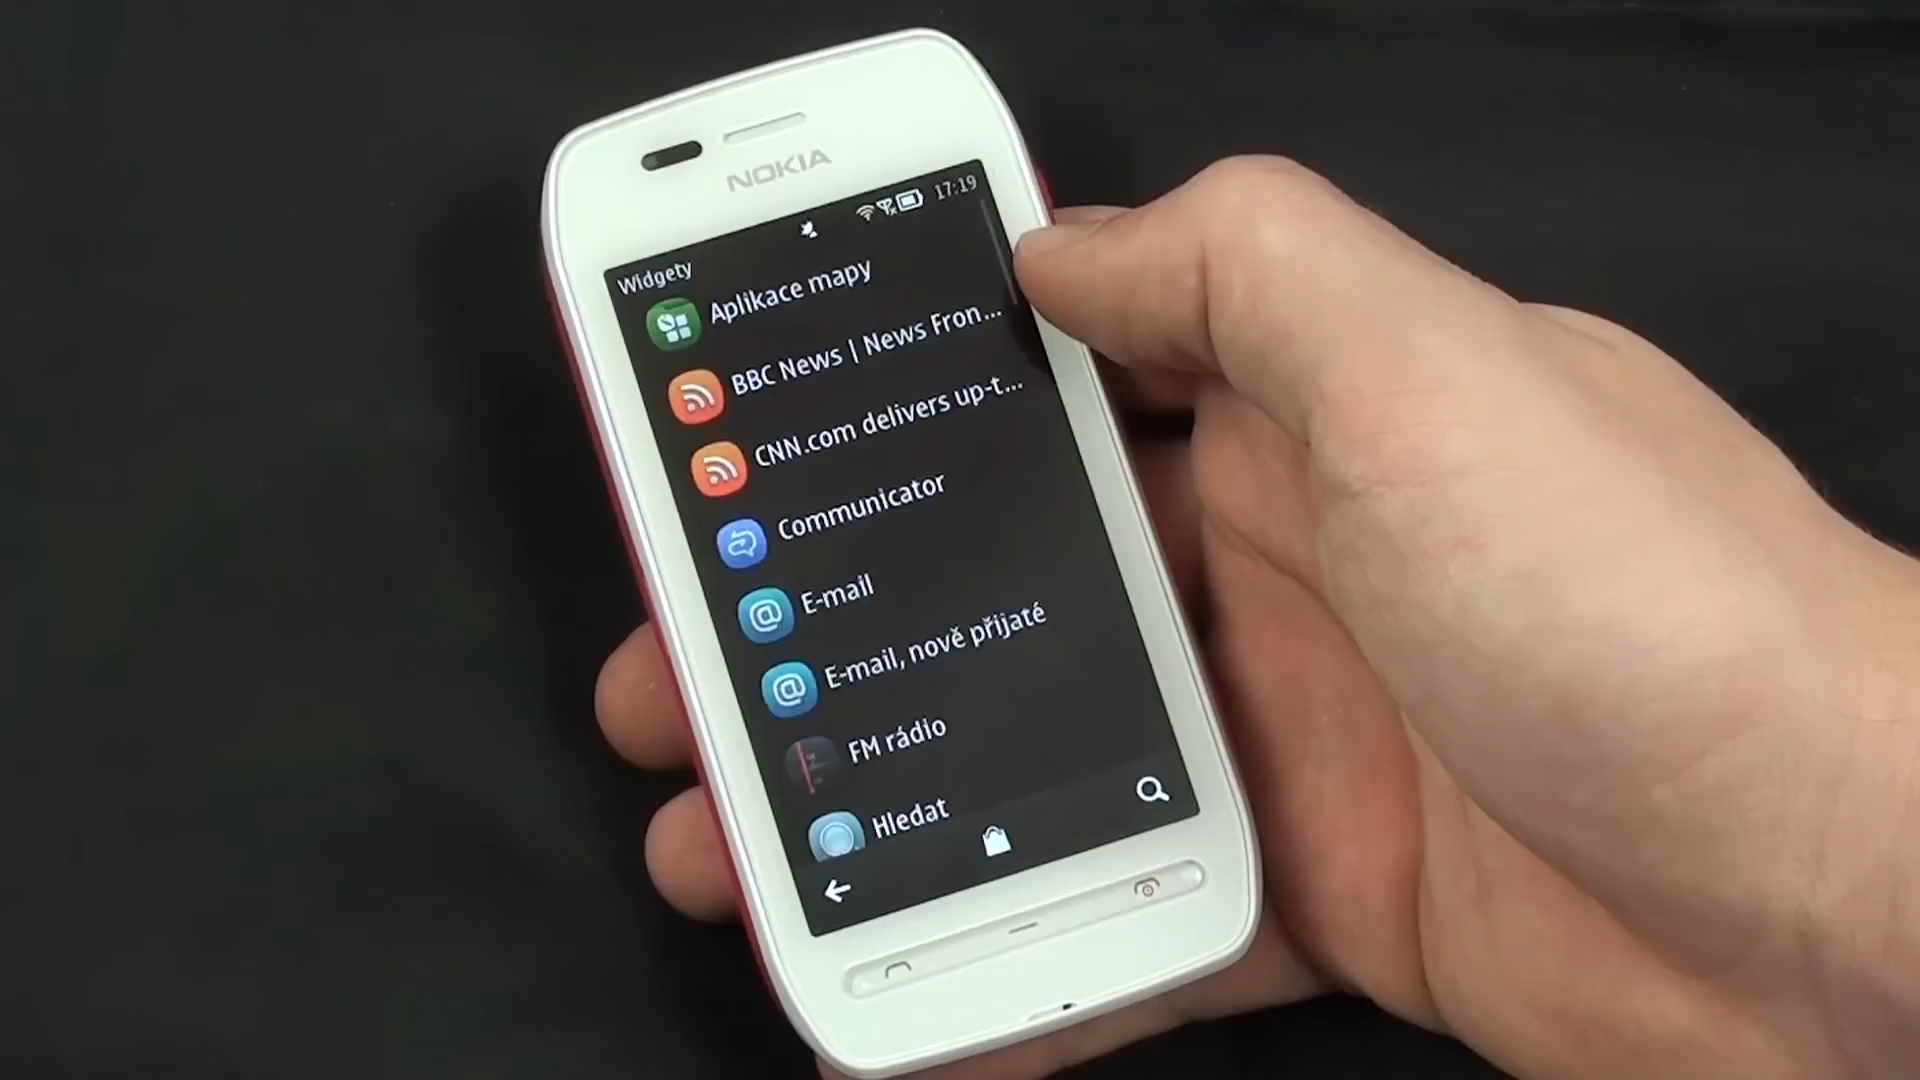 NOKIA
17:19
Widgety
Aplikace mapy
BBC News | News Fron...
CNN.com delivers up-t...
Communicator
E-mail
E-mail, nově přijaté
FM rádio
Hledat